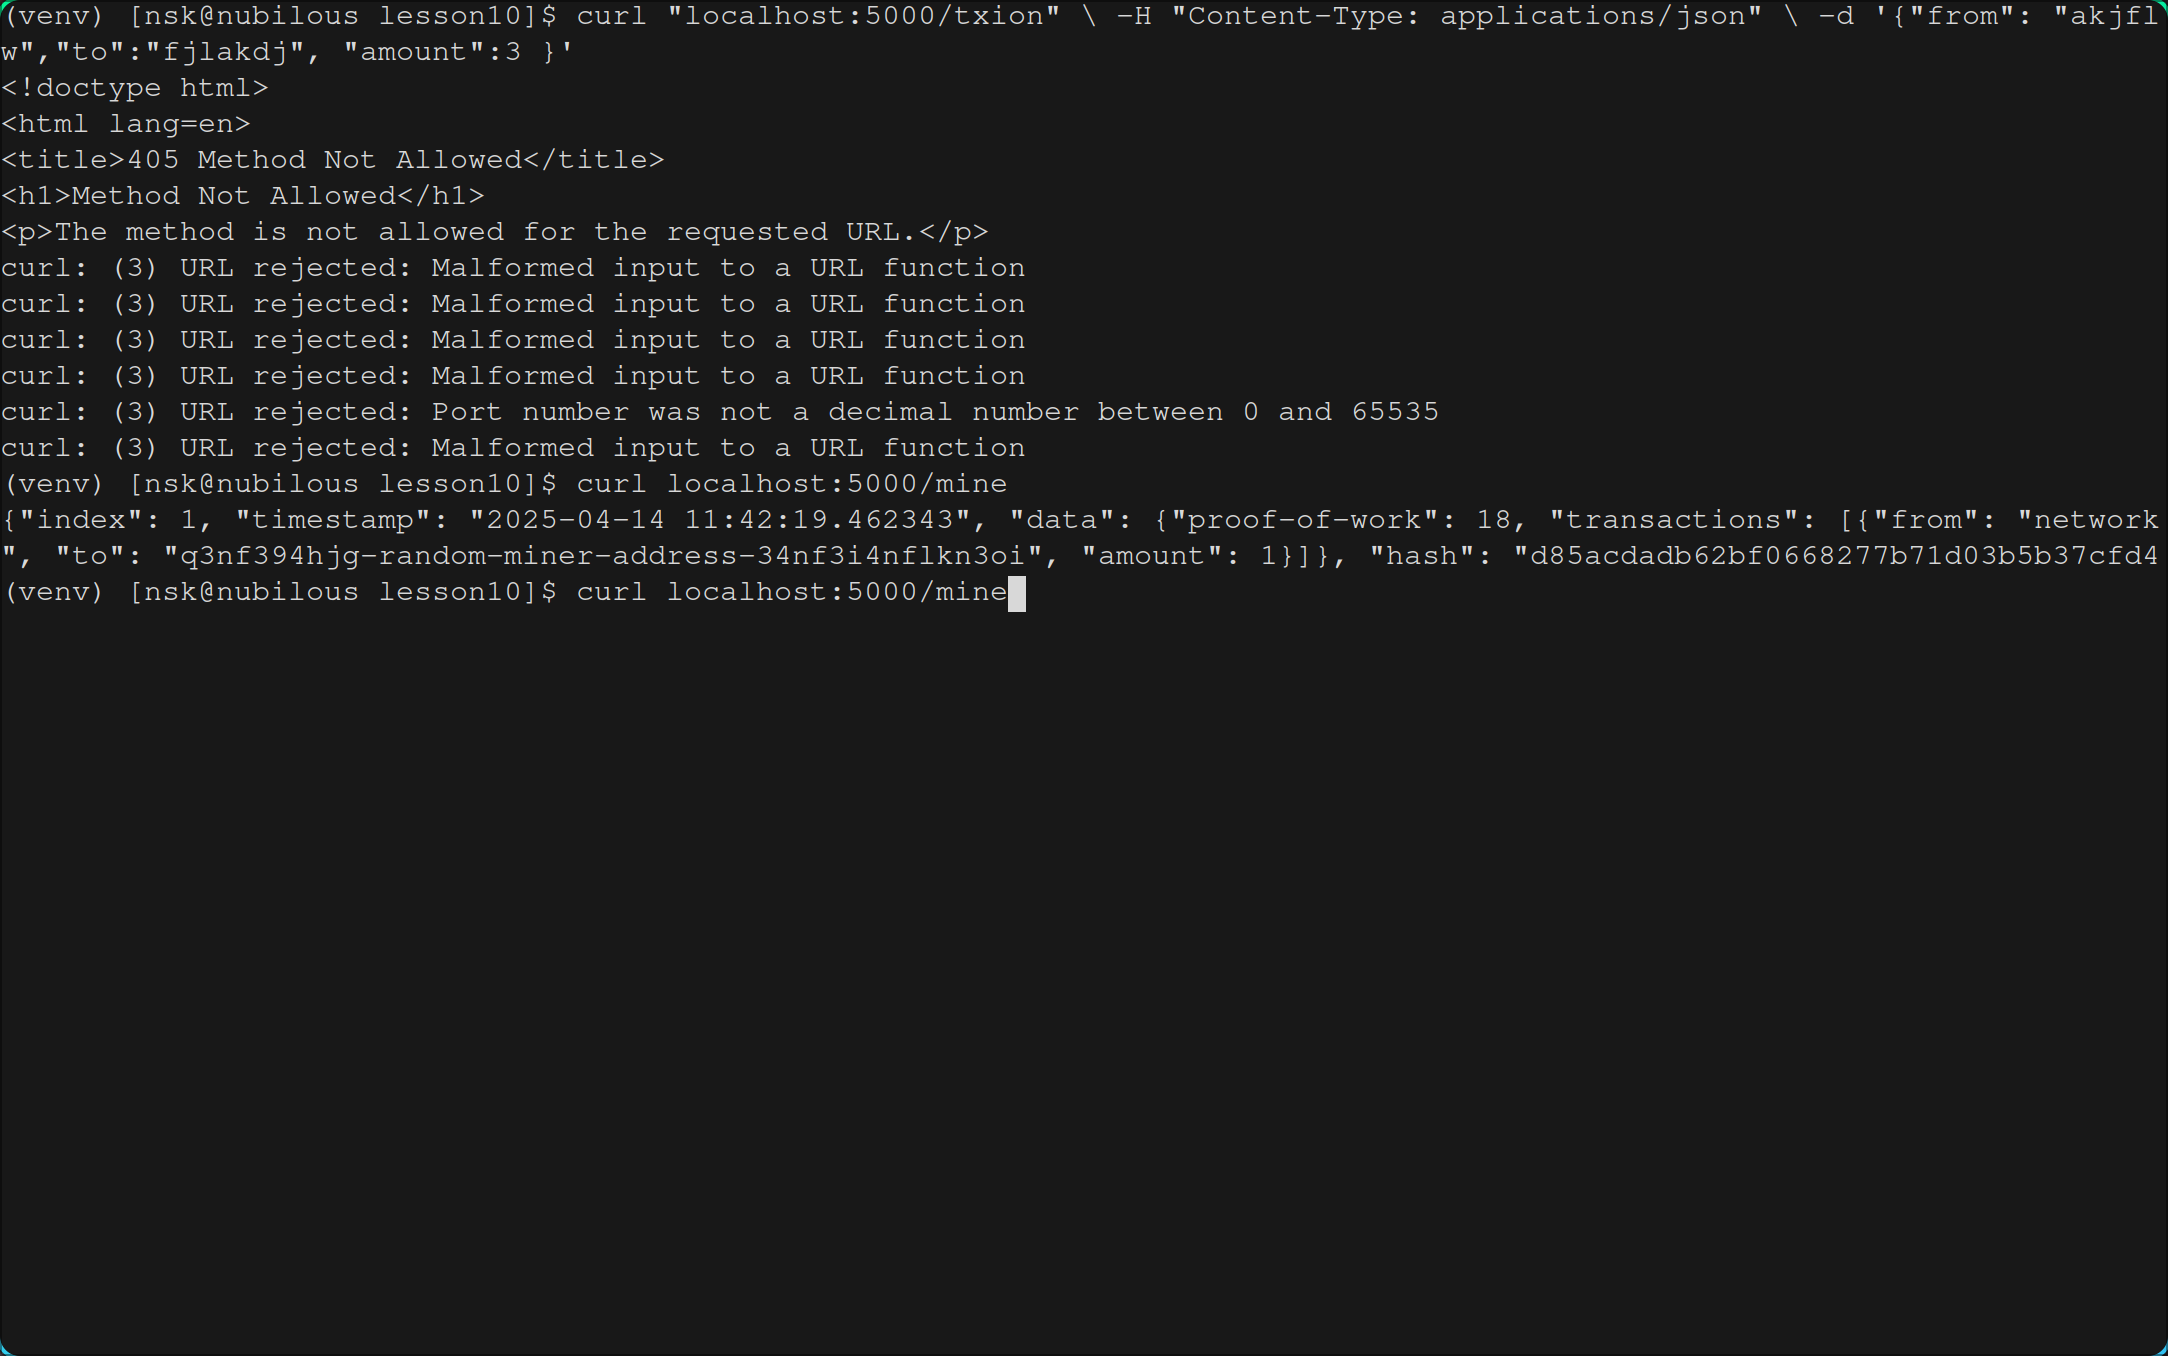 (venv) [nsk@nubilous lesson10]$ curl "localhost:5000/txion" \ -H "Content-Type: applications/json" \ -d '{"from": "akjfl
w","to":"fjlakdj", "amount":3 }'
<!doctype html>
<html lang=en>
<title>405 Method Not Allowed</title>
<h1>Method Not Allowed</h1>
<p>The method is not allowed for the requested URL.</p>
curl: (3) URL rejected: Malformed input to a URL function
curl: (3) URL rejected: Malformed input to a URL function
curl: (3) URL rejected: Malformed input to a URL function
curl: (3) URL rejected: Malformed input to a URL function
curl: (3) URL rejected: Port number was not a decimal number between 0 and 65535
curl: (3) URL rejected: Malformed input to a URL function
(venv) [nsk@nubilous lesson10]$ curl localhost:5000/mine
{"index": 1, "timestamp": "2025-04-14 11:42:19.462343", "data": {"proof-of-work": 18, "transactions": [{"from": "network
", "to": "q3nf394hjg-random-miner-address-34nf3i4nflkn3oi", "amount": 1}]}, "hash": "d85acdadb62bf0668277b71d03b5b37cfd4
(venv) [nsk@nubilous lesson10]$ curl localhost:5000/mine